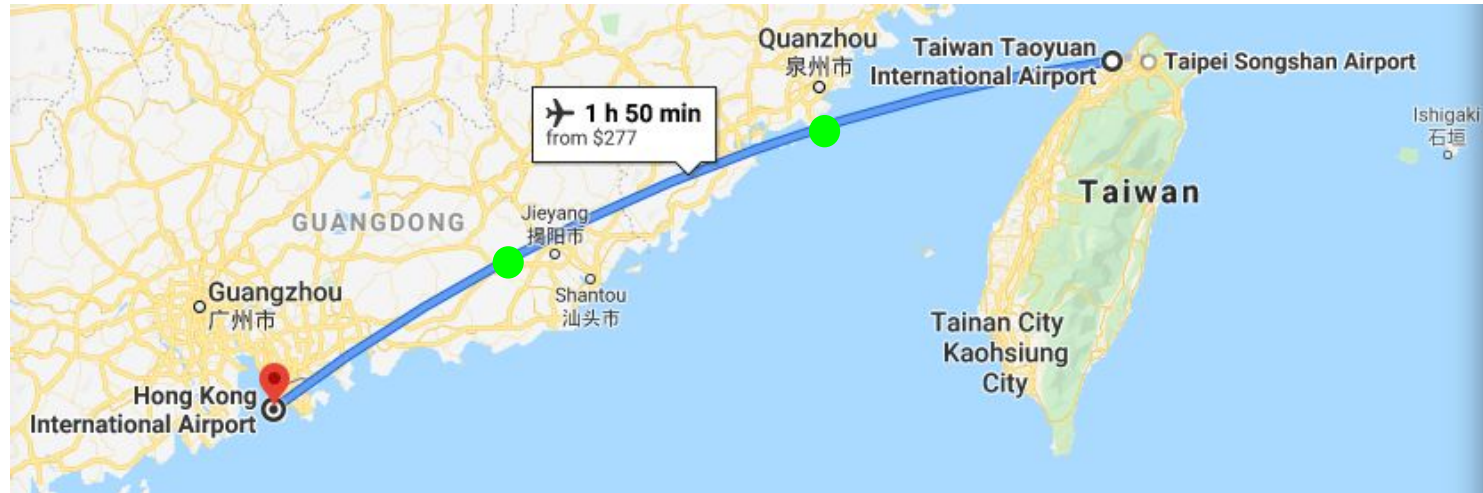 Quanzhou
泉州市
Taiwan Taoyuan
International Airport
Taipei Songshan Airport
1 h 50 min
from $277
Ishigaki
石垣
Taiwan
GUANGDONG
Jieyang
揭阳市
Guangzhou
广州市
Shantou
汕头市
Tainan City
Kaohsiung
City
Hong Kong
International Airport